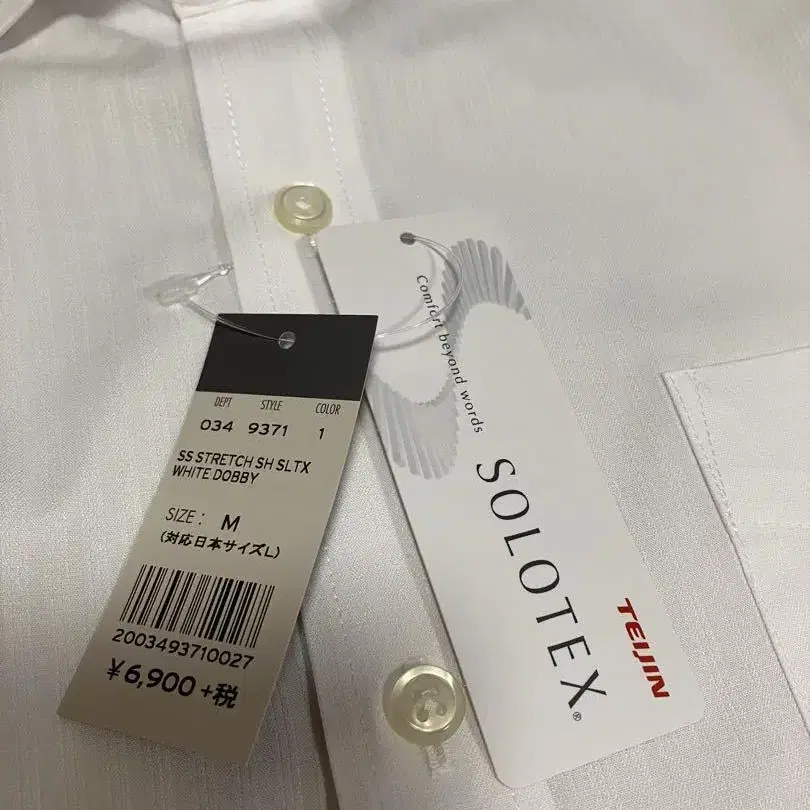 DEPT STYLE COLOR
034 9371 1
SS STRETCH SH SLTX
WHITE DOBBY
SIZE: M
(対応日本サイズL)
2003493710027
¥6,900+税
Comfort beyond words
SOLOTEX®
TEIJIN